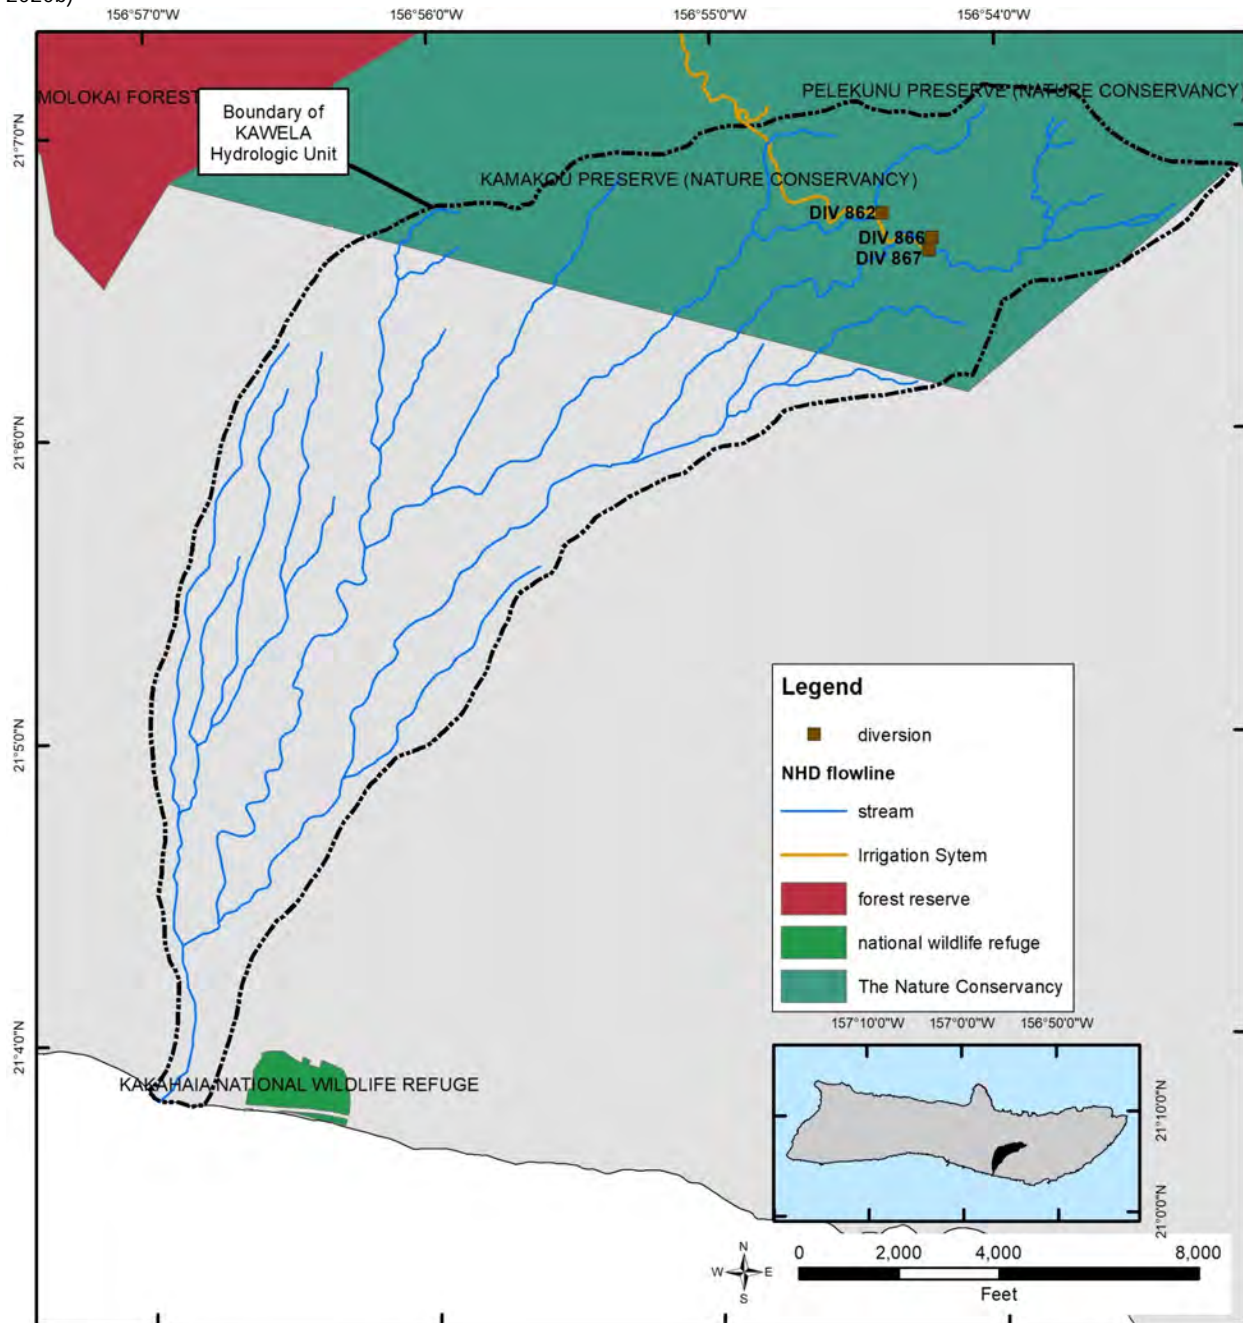 2020b)
156°57'0"W
156°56'0"W
156°55'0"W
156°54'0"W
MOLOKAI FOREST
PELEKUNU PRESERVE (NATURE CONSERVANCY)
Boundary of
KAWELA
Hydrologic Unit
21°7'0"N
KAMAKOU PRESERVE (NATURE CONSERVANCY)
DIV 862
DIV 866
DIV 867
21°6'0"N
21°5'0"N
21°4'0"N
Legend
diversion
NHD flowline
stream
Irrigation Sytem
forest reserve
national wildlife refuge
The Nature Conservancy
157°10'0"W
157°0'0"W
156°50'0"W
KAKAHAIA NATIONAL WILDLIFE REFUGE
21°10'0"N
21°0'0"N
N
W
E
S
0
2,000
4,000
8,000
Feet